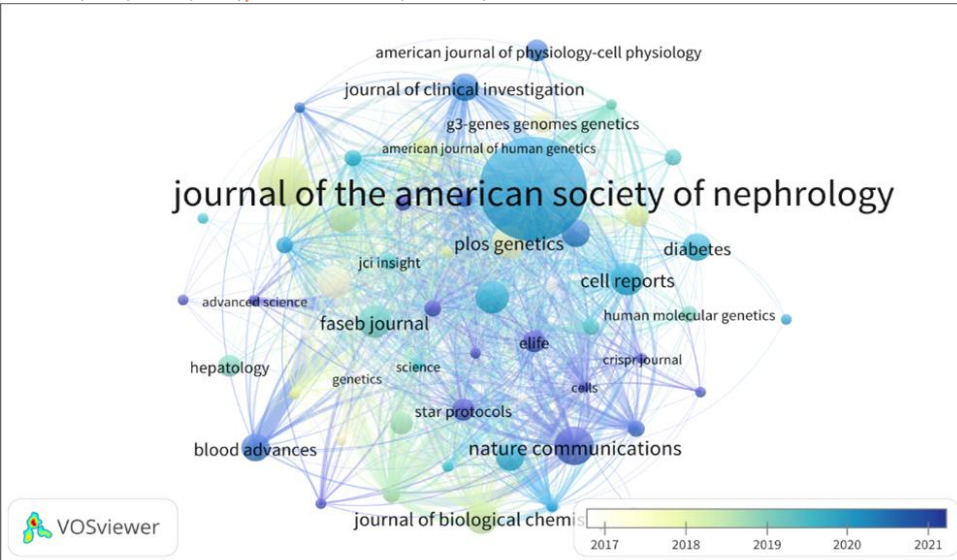 american journal of physiology-cell physiology
journal of clinical investigation
g3-genes genomes genetics
american journal of human genetics
journal of the american society of nephrology
plos genetics
diabetes
jci insight
cell reports
advanced science
human molecular genetics
faseb journal
elife
crispr journal
hepatology
science
genetics
cells
star protocols
blood advances
nature communications
journal of biological chemis
VOSviewer
2017 2018 2019 2020 2021